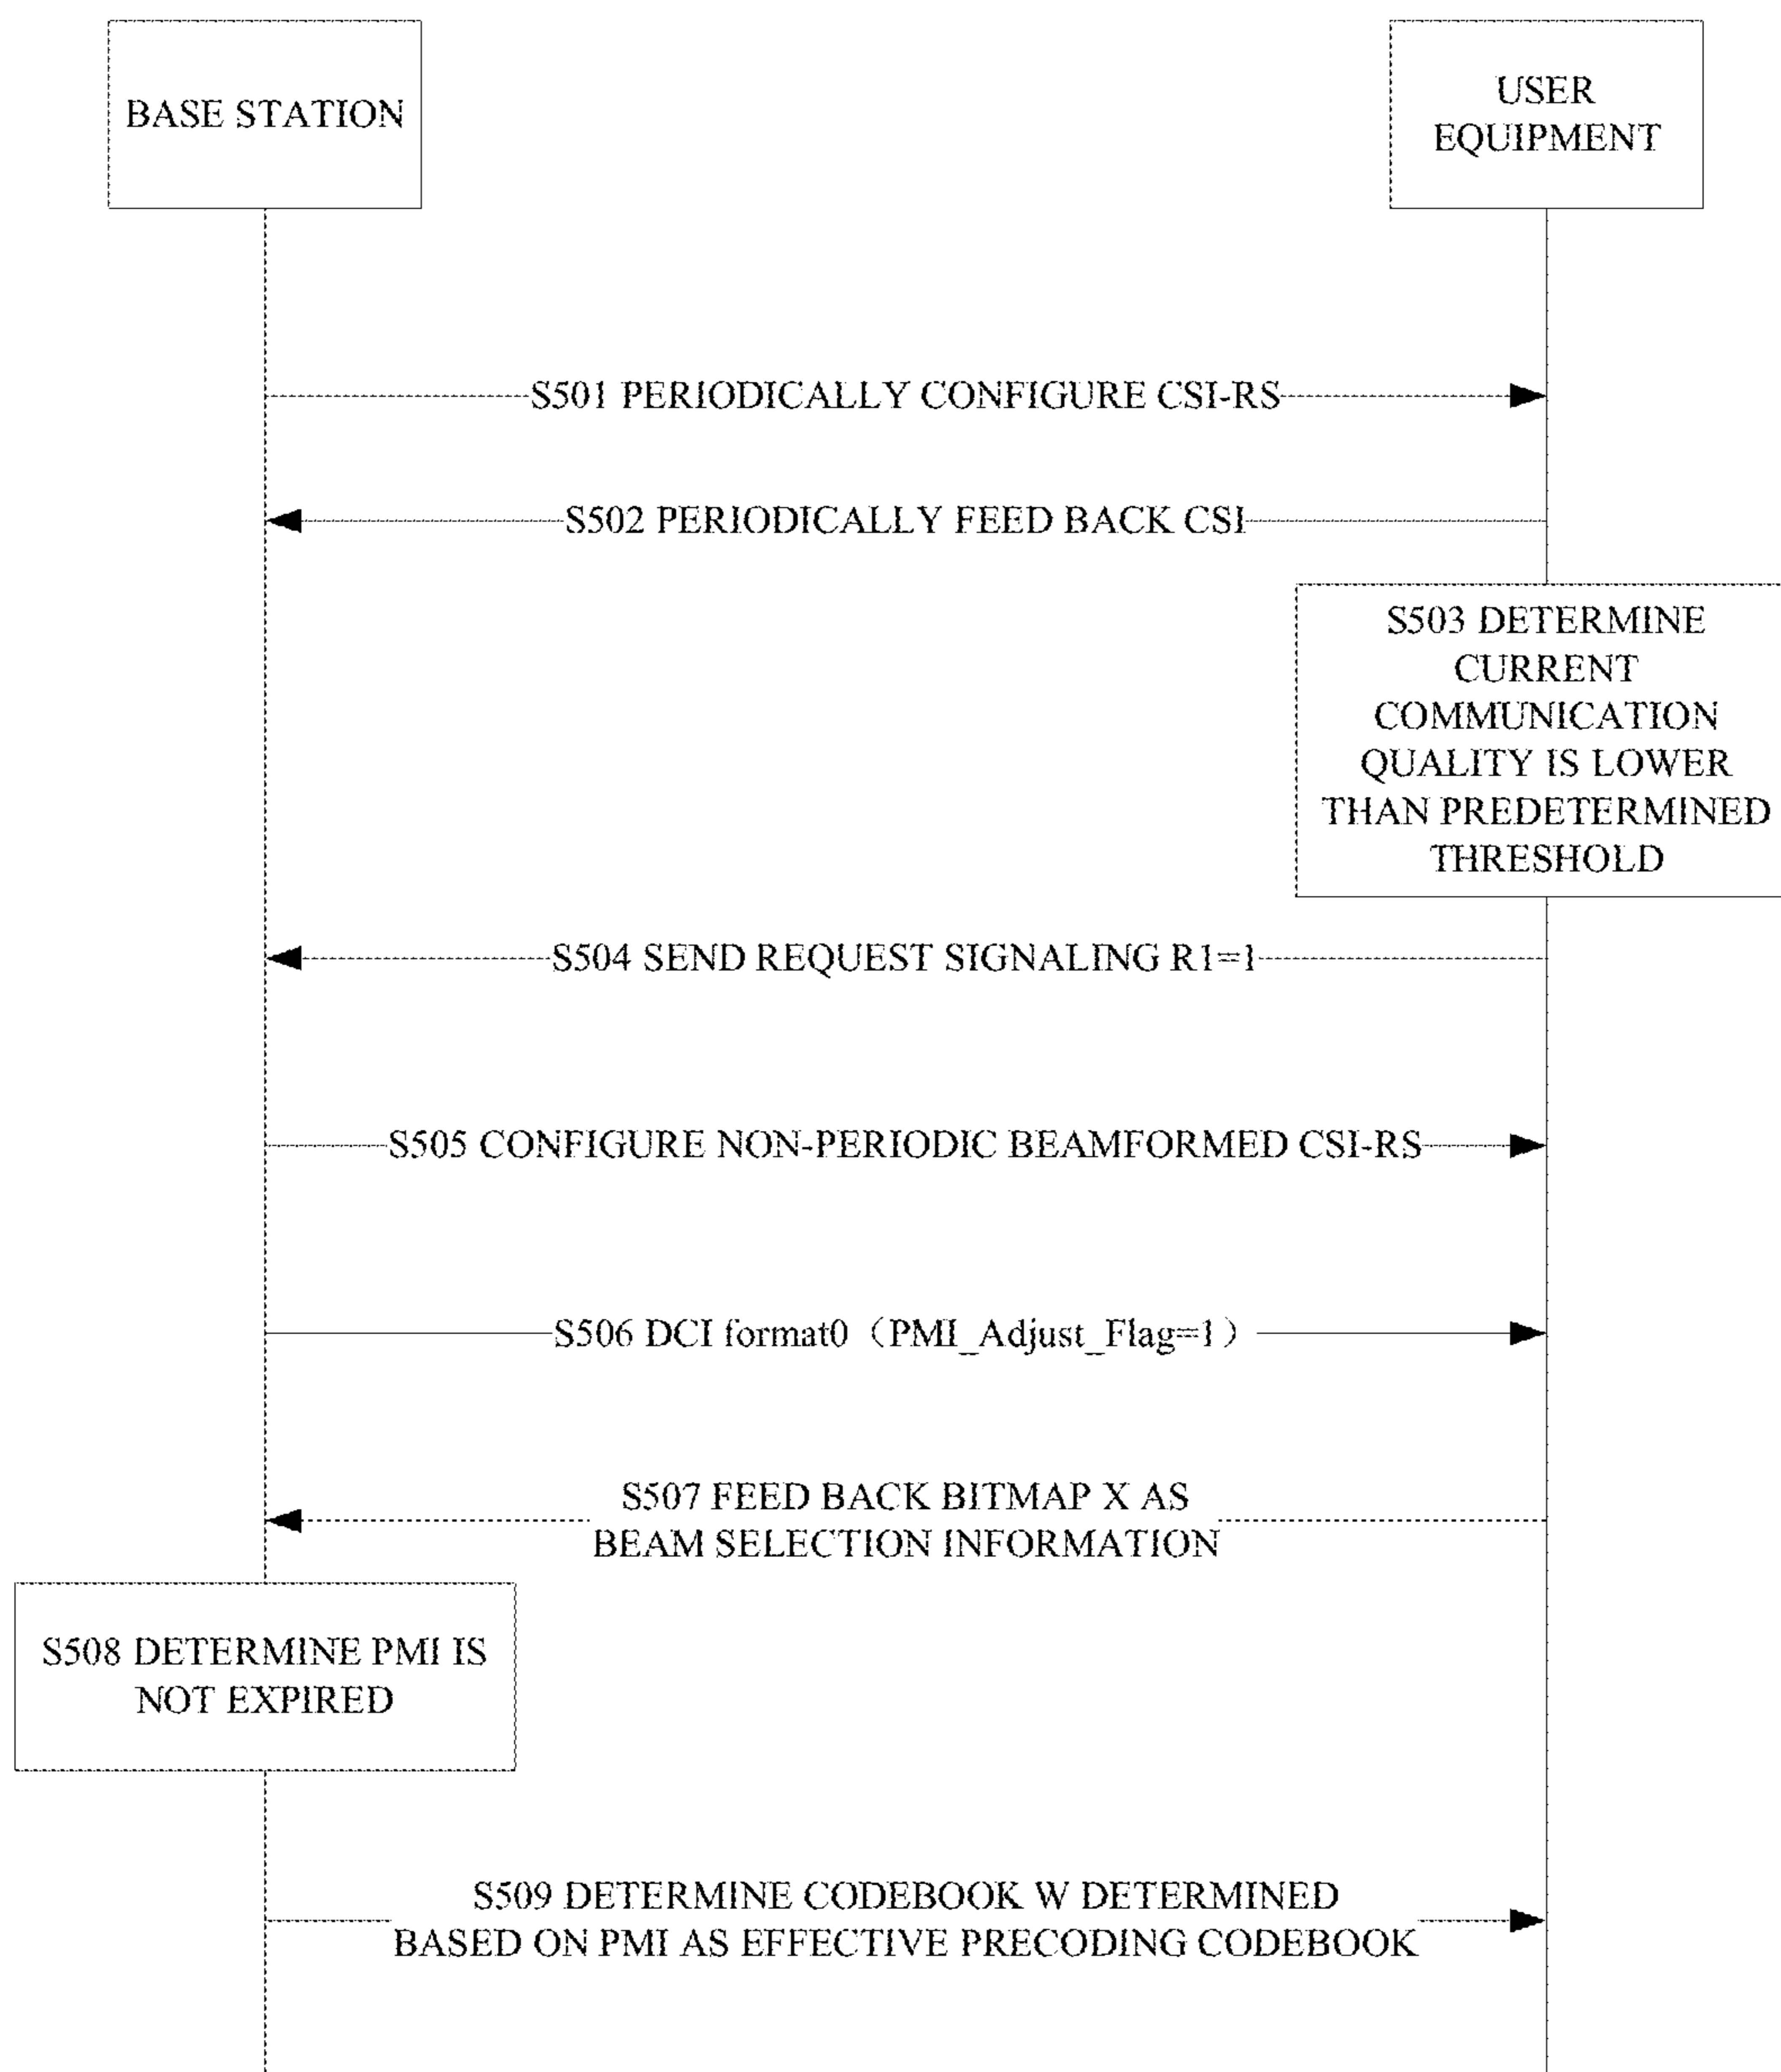 BASE STATION
USER
EQUIPMENT
S501 PERIODICALLY CONFIGURE CSI-RS
S502 PERIODICALLY FEED BACK CSI
S503 DETERMINE
CURRENT
COMMUNICATION
QUALITY IS LOWER
THAN PREDETERMINED
THRESHOLD
S504 SEND REQUEST SIGNALING R1=1
S505 CONFIGURE NON-PERIODIC BEAMFORMED CSI-RS
S506 DCI format0（PMI_Adjust_Flag=1）
S507 FEED BACK BITMAP X AS
BEAM SELECTION INFORMATION
S508 DETERMINE PMI IS
NOT EXPIRED
S509 DETERMINE CODEBOOK W DETERMINED
BASED ON PMI AS EFFECTIVE PRECODING CODEBOOK